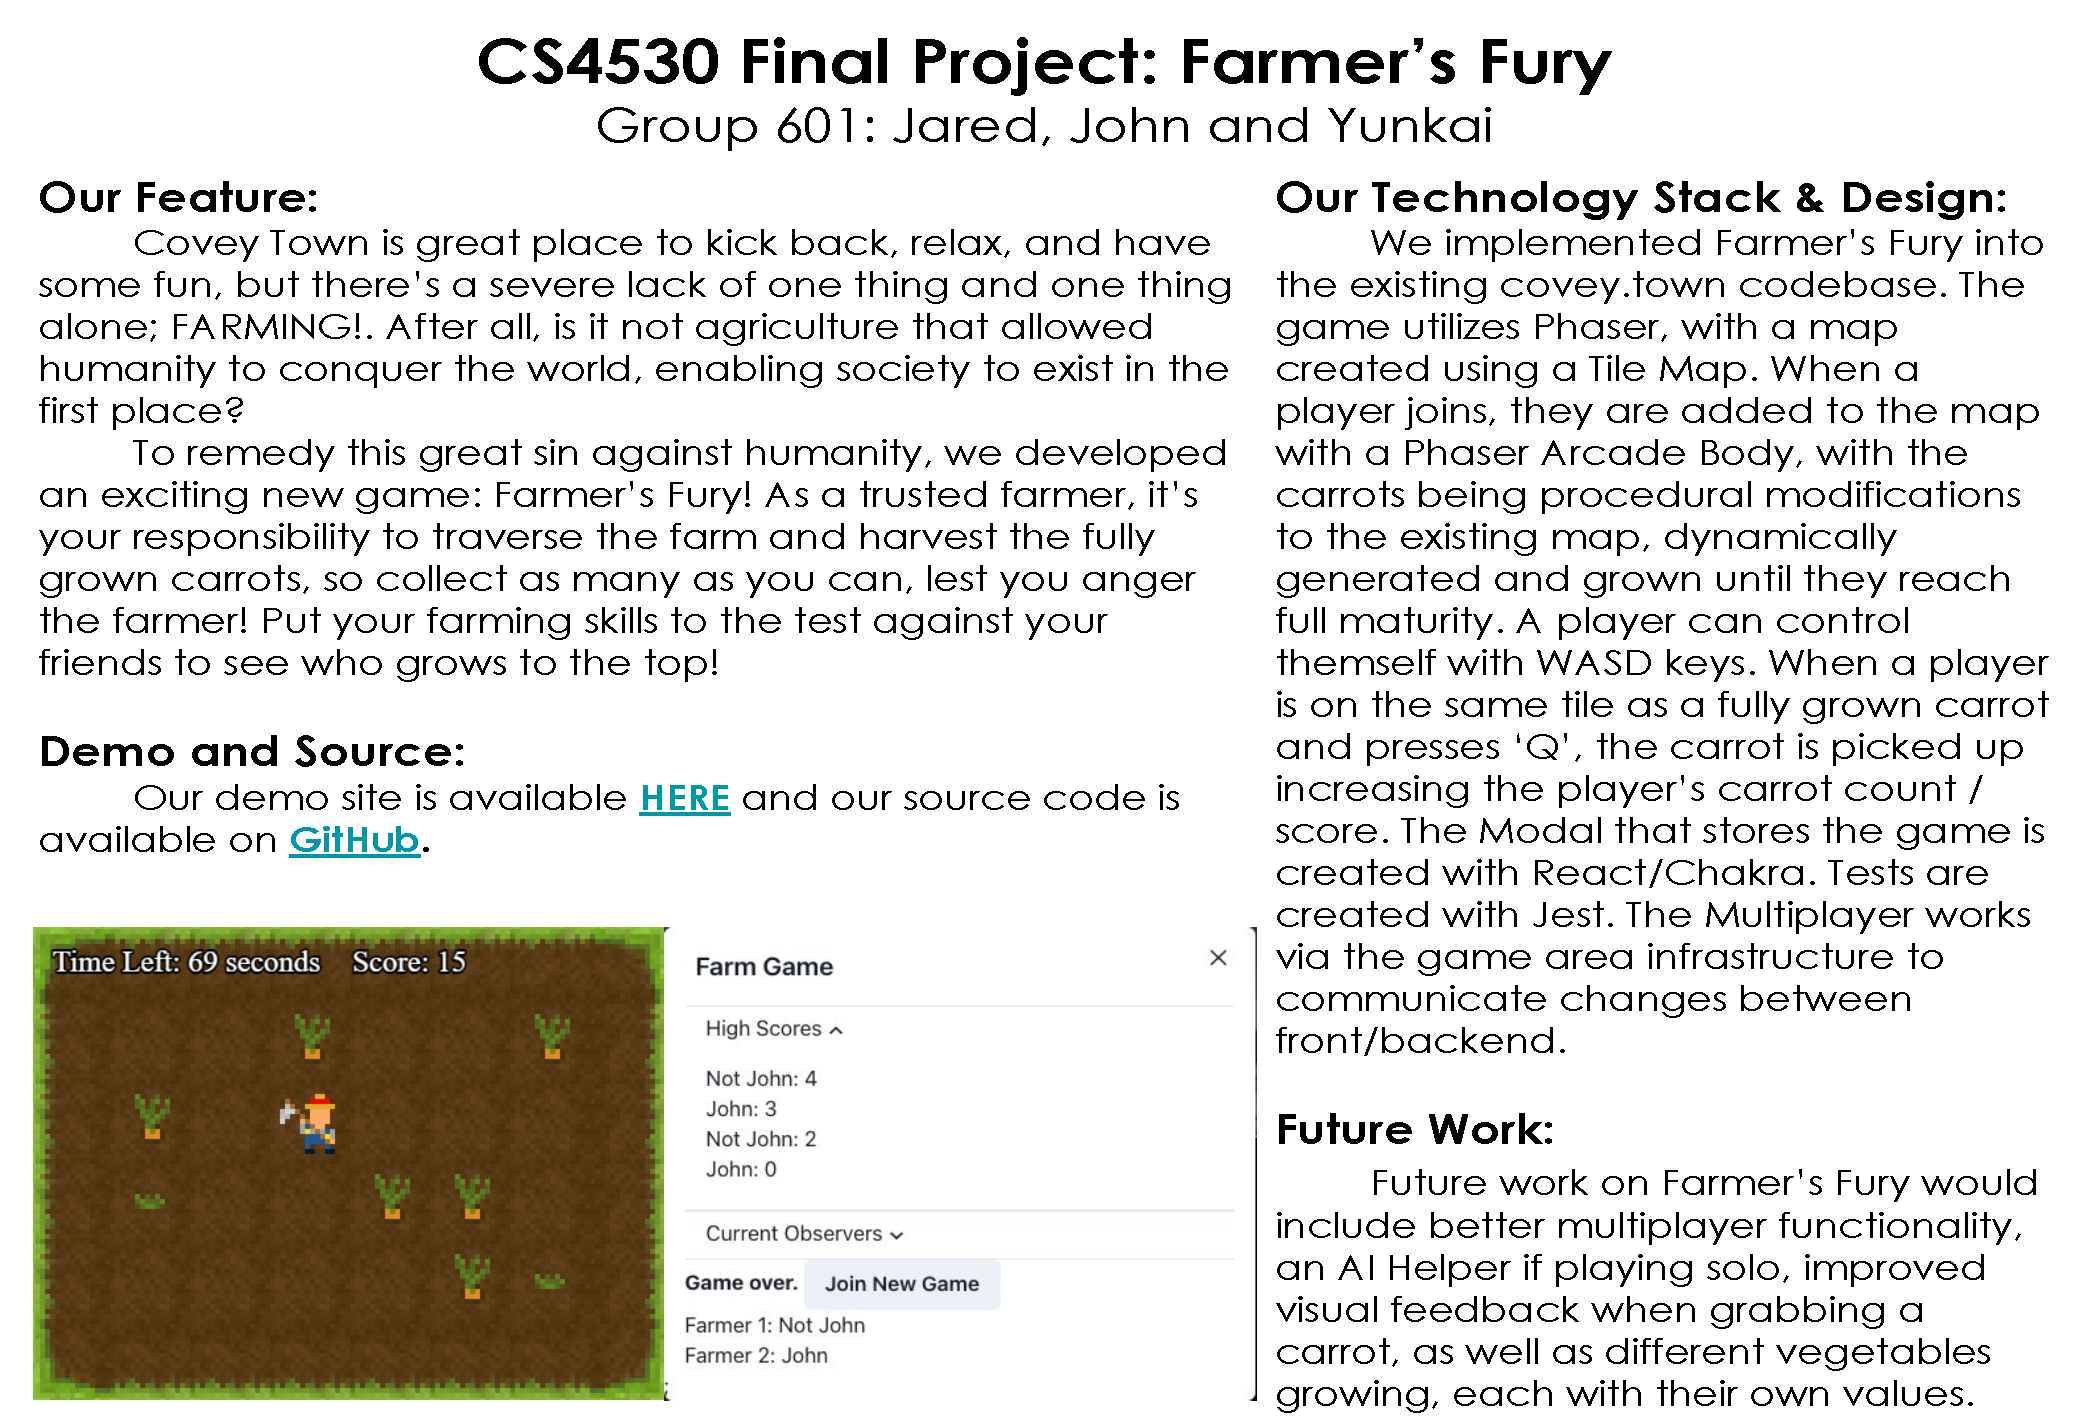 CS4530 Final Project: Farmer’s Fury
Group 601: Jared, John and Yunkai
Our Feature:
Covey Town is great place to kick back, relax, and have
some fun, but there’s a severe lack of one thing and one thing
alone; FARMING!. After all, is it not agriculture that allowed
humanity to conquer the world, enabling society to exist in the
first place?
To remedy this great sin against humanity, we developed
an exciting new game: Farmer’s Fury! As a trusted farmer, it’s
your responsibility to traverse the farm and harvest the fully
grown carrots, so collect as many as you can, lest you anger
the farmer! Put your farming skills to the test against your
friends to see who grows to the top!
Demo and Source:
Our demo site is available HERE and our source code is
available on GitHub.
Time Left: 69 seconds Score: 15
Farm Game
High Scores
Not John: 4
John: 3
Not John: 2
John: 0
Current Observers
Game over. Join New Game
Farmer 1: Not John
Farmer 2: John
Our Technology Stack & Design:
We implemented Farmer’s Fury into
the existing covey.town codebase. The
game utilizes Phaser, with a map
created using a Tile Map. When a
player joins, they are added to the map
with a Phaser Arcade Body, with the
carrots being procedural modifications
to the existing map, dynamically
generated and grown until they reach
full maturity. A player can control
themself with WASD keys. When a player
is on the same tile as a fully grown carrot
and presses ‘Q’, the carrot is picked up
increasing the player’s carrot count /
score. The Modal that stores the game is
created with React/Chakra. Tests are
created with Jest. The Multiplayer works
via the game area infrastructure to
communicate changes between
front/backend.
Future Work:
Future work on Farmer’s Fury would
include better multiplayer functionality,
an AI Helper if playing solo, improved
visual feedback when grabbing a
carrot, as well as different vegetables
growing, each with their own values.